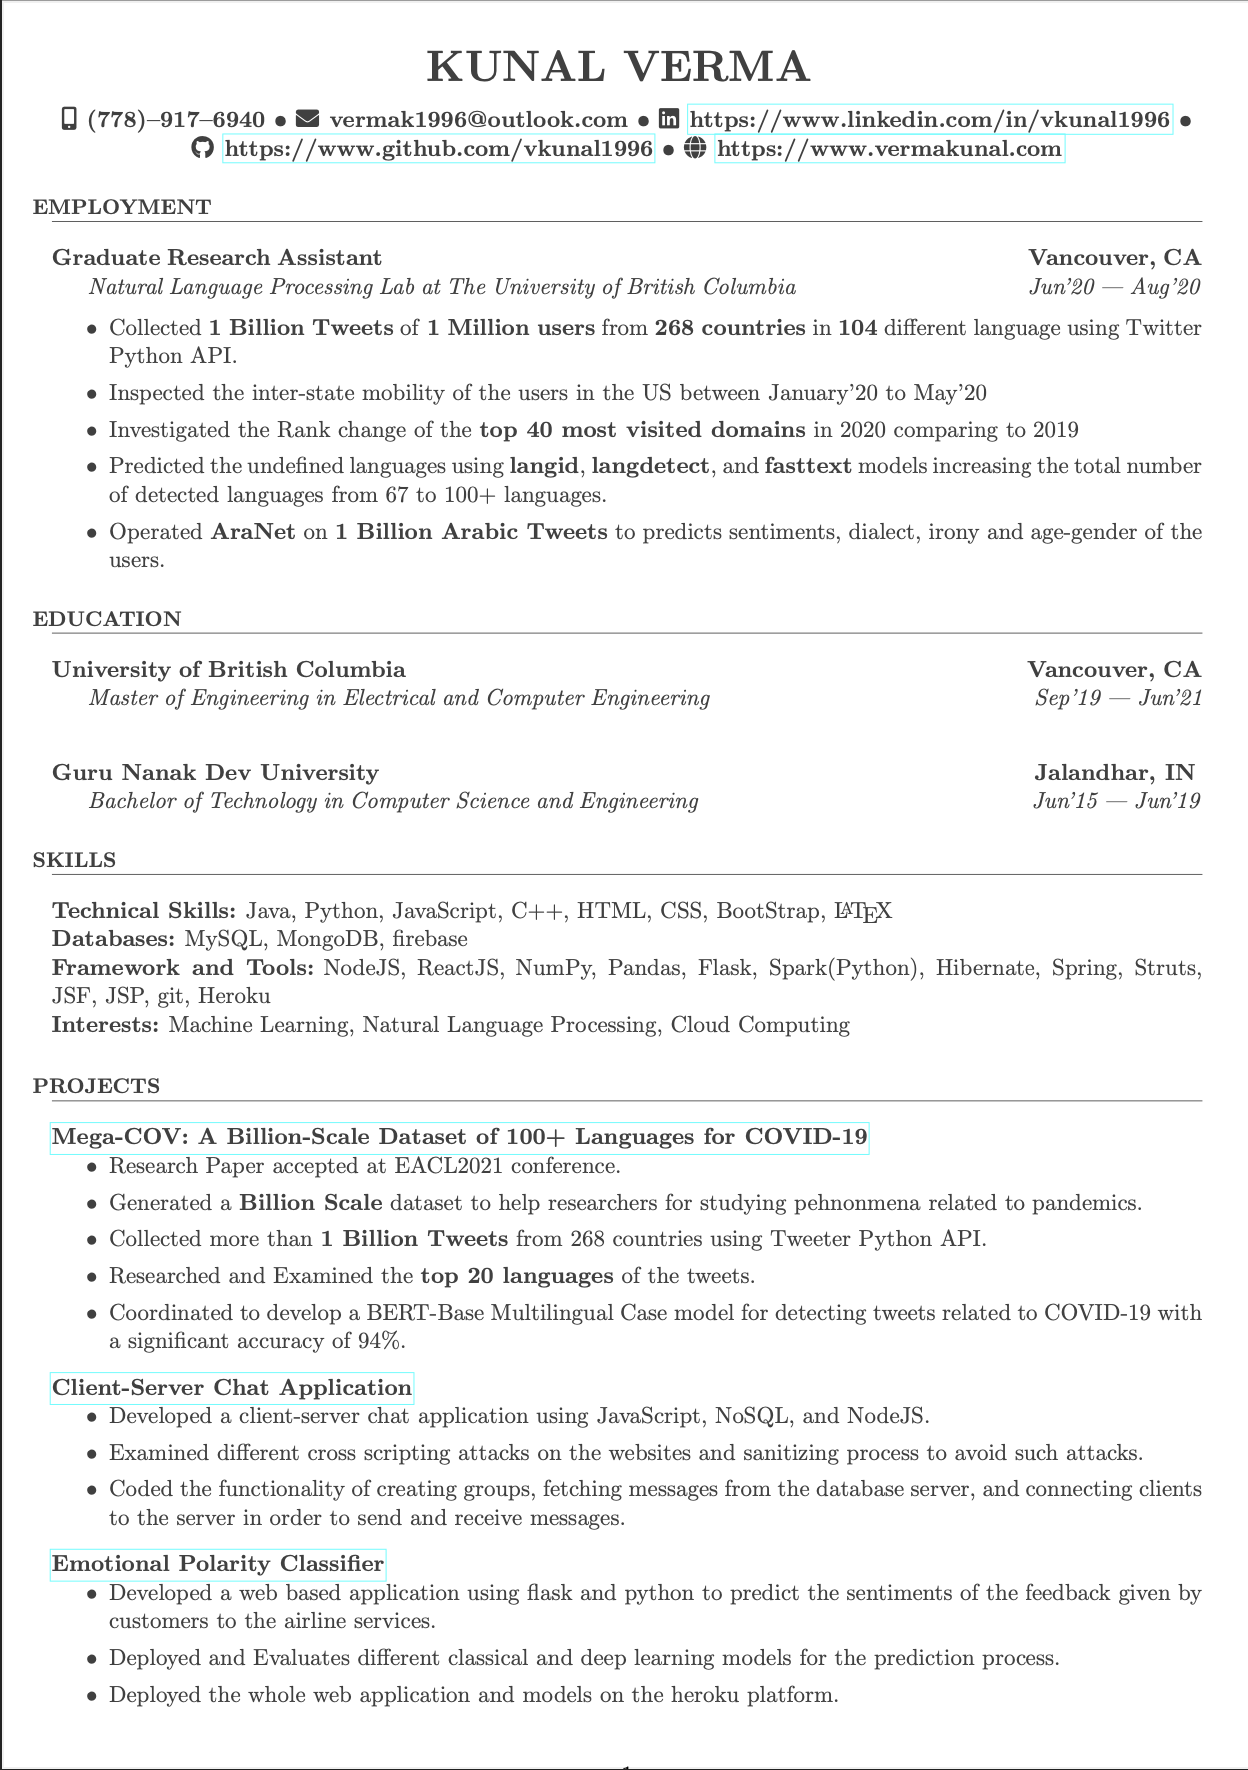 KUNAL VERMA
(778)–917–6940 ● vermak1996@outlook.com ● https://www.linkedin.com/in/vkunal1996 ●
https://www.github.com/vkunal1996 ● https://www.vermakunal.com
EMPLOYMENT
Graduate Research Assistant Vancouver, CA
Natural Language Processing Lab at The University of British Columbia Jun'20 — Aug'20
● Collected 1 Billion Tweets of 1 Million users from 268 countries in 104 different language using Twitter
Python API.
● Inspected the inter-state mobility of the users in the US between January'20 to May'20
● Investigated the Rank change of the top 40 most visited domains in 2020 comparing to 2019
● Predicted the undefined languages using langid, langdetect, and fasttext models increasing the total number
of detected languages from 67 to 100+ languages.
● Operated AraNet on 1 Billion Arabic Tweets to predicts sentiments, dialect, irony and age-gender of the
users.
EDUCATION
University of British Columbia Vancouver, CA
Master of Engineering in Electrical and Computer Engineering Sep'19 — Jun'21
Guru Nanak Dev University Jalandhar, IN
Bachelor of Technology in Computer Science and Engineering Jun'15 — Jun'19
SKILLS
Technical Skills: Java, Python, JavaScript, C++, HTML, CSS, BootStrap, LATEX
Databases: MySQL, MongoDB, firebase
Framework and Tools: NodeJS, ReactJS, NumPy, Pandas, Flask, Spark(Python), Hibernate, Spring, Struts,
JSF, JSP, git, Heroku
Interests: Machine Learning, Natural Language Processing, Cloud Computing
PROJECTS
Mega-COV: A Billion-Scale Dataset of 100+ Languages for COVID-19
● Research Paper accepted at EACL2021 conference.
● Generated a Billion Scale dataset to help researchers for studying pehnonmena related to pandemics.
● Collected more than 1 Billion Tweets from 268 countries using Tweeter Python API.
● Researched and Examined the top 20 languages of the tweets.
● Coordinated to develop a BERT-Base Multilingual Case model for detecting tweets related to COVID-19 with
a significant accuracy of 94%.
Client-Server Chat Application
● Developed a client-server chat application using JavaScript, NoSQL, and NodeJS.
● Examined different cross scripting attacks on the websites and sanitizing process to avoid such attacks.
● Coded the functionality of creating groups, fetching messages from the database server, and connecting clients
to the server in order to send and receive messages.
Emotional Polarity Classifier
● Developed a web based application using flask and python to predict the sentiments of the feedback given by
customers to the airline services.
● Deployed and Evaluates different classical and deep learning models for the prediction process.
● Deployed the whole web application and models on the heroku platform.